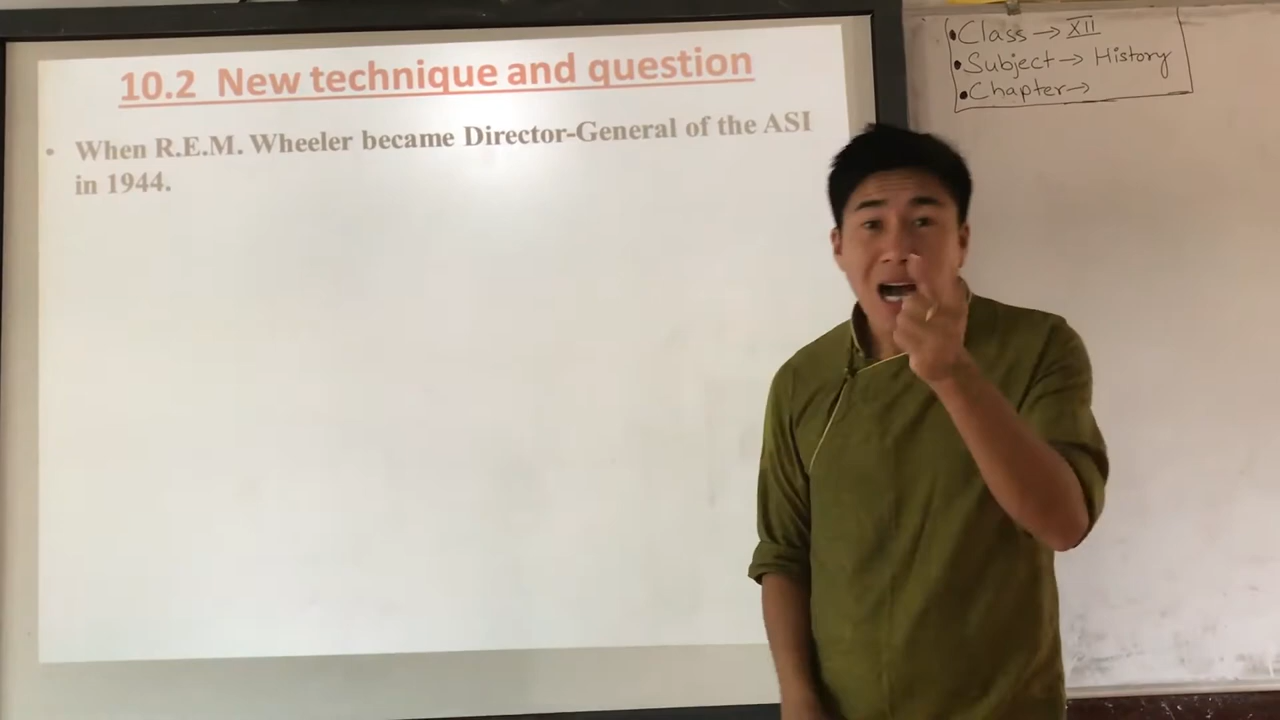 10.2 New technique and question
• When R.E.M. Wheeler became Director-General of the ASI
in 1944.
• Class → XII
• Subject → History
• Chapter →